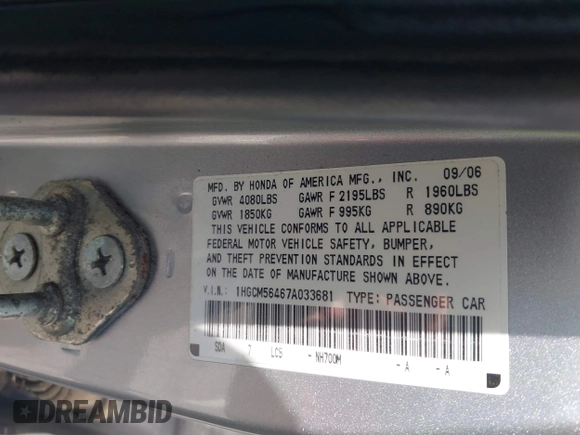 MFD. BY HONDA OF AMERICA MFG., INC. 09/06
GVWR 4080LBS GAWR F 2195LBS R 1960LBS
GVWR 1850KG GAWR F 995KG R 890KG
THIS VEHICLE CONFORMS TO ALL APPLICABLE
FEDERAL MOTOR VEHICLE SAFETY, BUMPER,
AND THEFT PREVENTION STANDARDS IN EFFECT
ON THE DATE OF MANUFACTURE SHOWN ABOVE.
V.I.N.: 1HGCM56467A033681 TYPE: PASSENGER CAR
SDA 7 LC5 - NH700M - A - A
DREAMBID